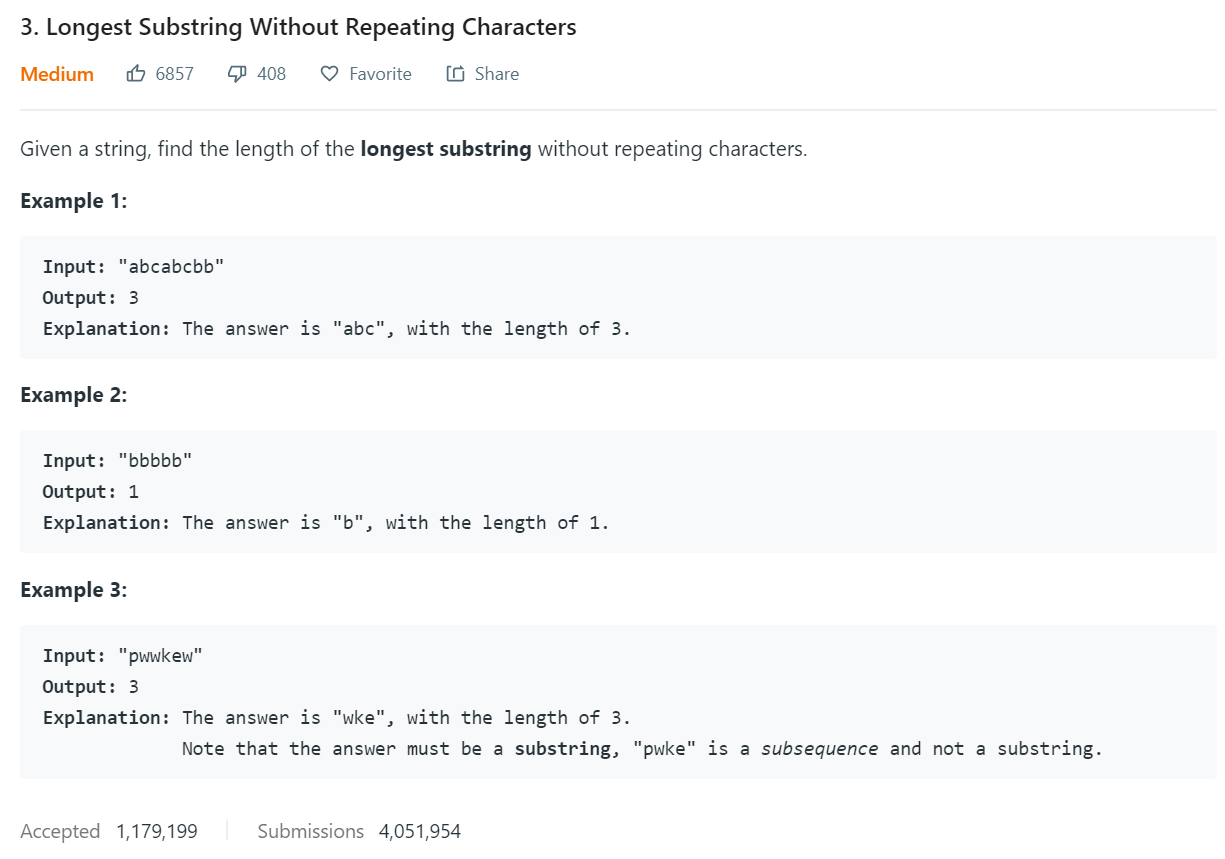 3. Longest Substring Without Repeating Characters
Medium 6857 408 Favorite Share
Given a string, find the length of the longest substring without repeating characters.
Example 1:
Input: "abcabcbb"
Output: 3
Explanation: The answer is "abc", with the length of 3.
Example 2:
Input: "bbbbb"
Output: 1
Explanation: The answer is "b", with the length of 1.
Example 3:
Input: "pwwkew"
Output: 3
Explanation: The answer is "wke", with the length of 3.
Note that the answer must be a substring, "pwke" is a subsequence and not a substring.
Accepted 1,179,199 Submissions 4,051,954